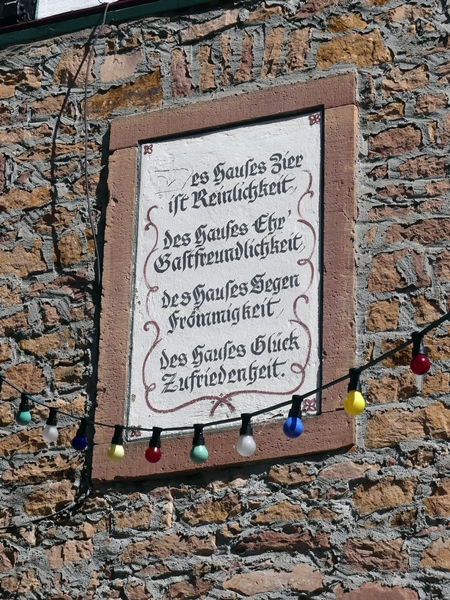 es Hauses Zier
ist Reinlichkeit,
des Hauses Ehr'
Gastfreundlichkeit,
des Hauses Segen
Frömmigkeit,
des Hauses Glück
Zufriedenheit.